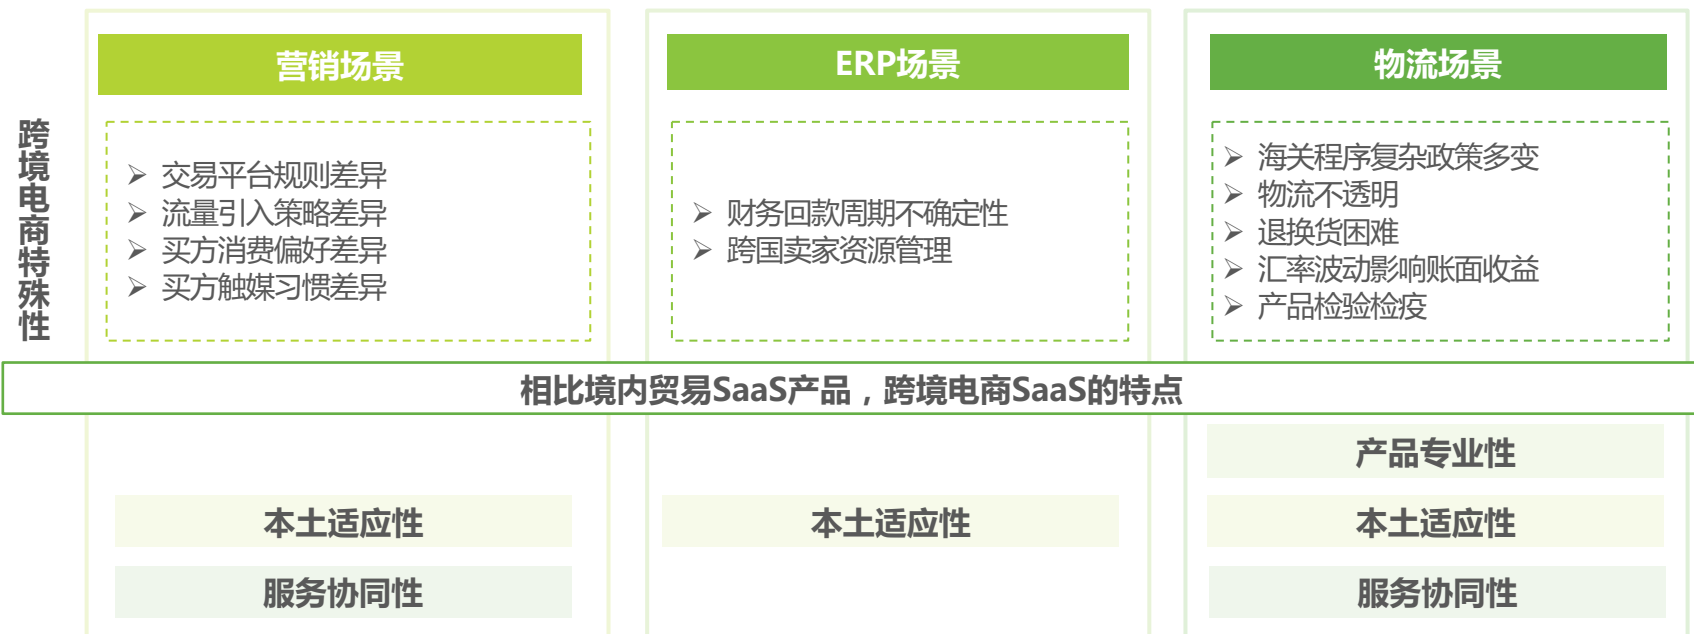 跨境电商特殊性
营销场景
交易平台规则差异
流量引入策略差异
买方消费偏好差异
买方触媒习惯差异
ERP场景
财务回款周期不确定性
跨国卖家资源管理
物流场景
海关程序复杂政策多变
物流不透明
退换货困难
汇率波动影响账面收益
产品检验检疫
相比境内贸易SaaS产品，跨境电商SaaS的特点
本土适应性
服务协同性
本土适应性
产品专业性
本土适应性
服务协同性